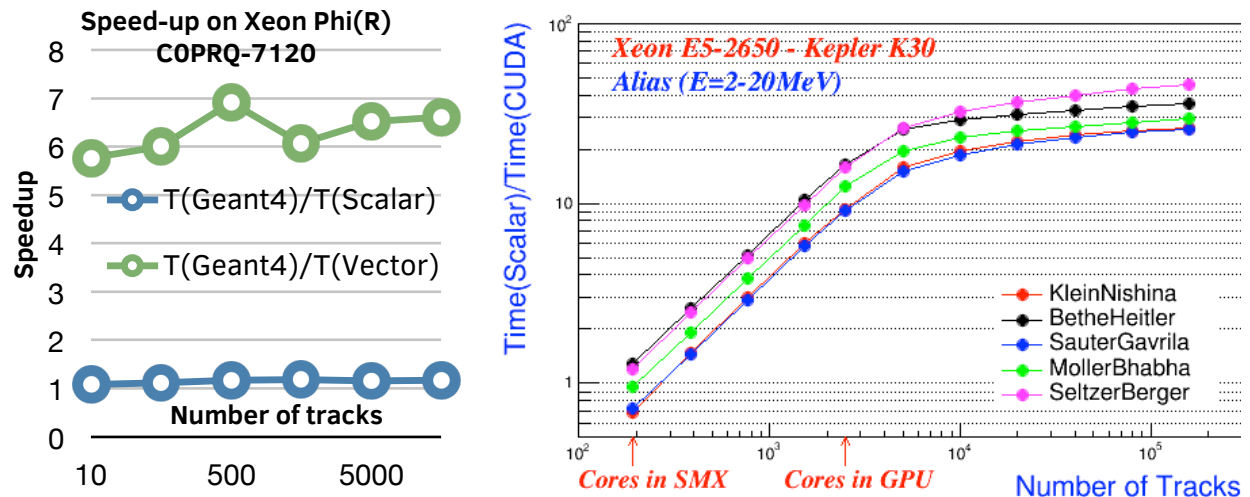 Speed-up on Xeon Phi(R)
C0PRQ-7120
8
7
6
5
4
3
2
1
0
Speedup
T(Geant4)/T(Scalar)
T(Geant4)/T(Vector)
Number of tracks
10 500 5000
Time(Scalar)/Time(CUDA)
10²
10
1
Xeon E5-2650 - Kepler K30
Alias (E=2-20MeV)
KleinNishina
BetheHeitler
SauterGavrila
MollerBhabha
SeltzerBerger
10² 10³ 10⁴ 10⁵
Cores in SMX Cores in GPU Number of Tracks